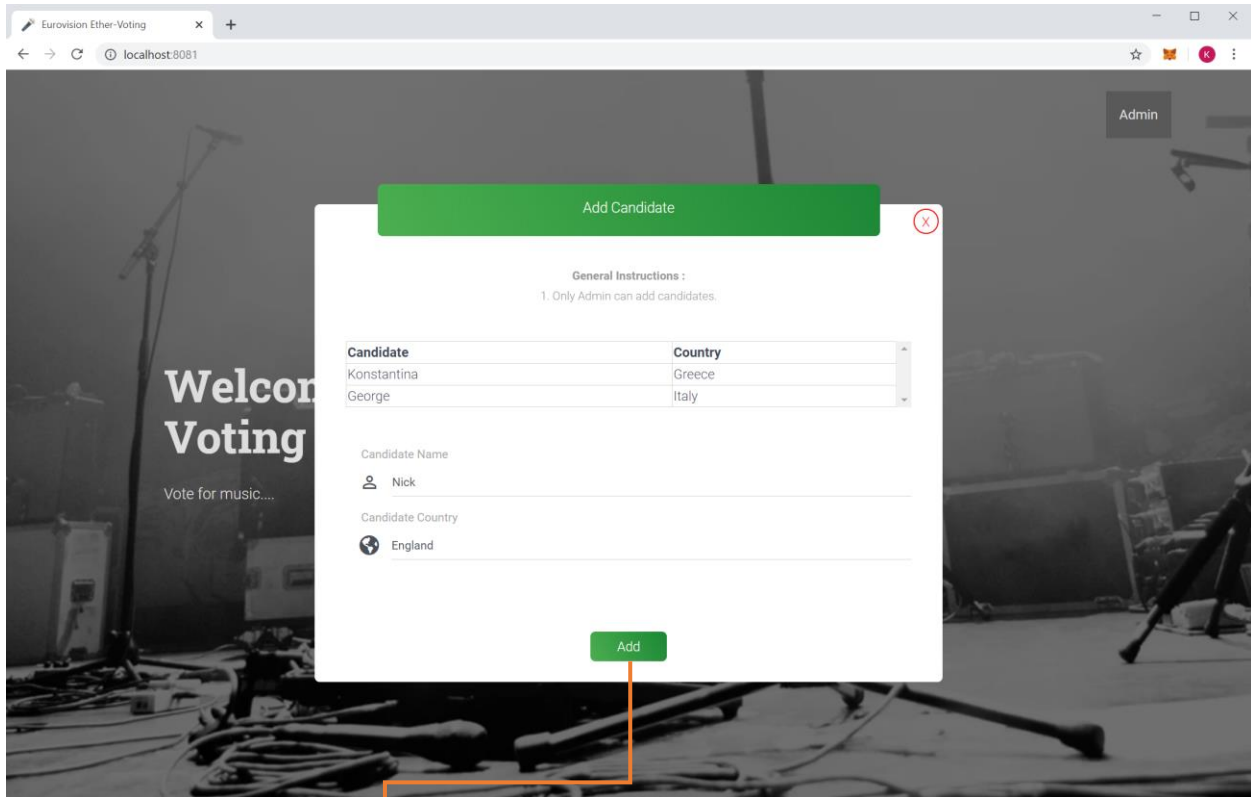 Eurovision Ether-Voting
localhost:8081
K
Admin
Add Candidate
X
General Instructions :
1. Only Admin can add candidates.
Candidate Country
Konstantina Greece
George Italy
Welcom
Voting
Vote for music....
Candidate Name
Nick
Candidate Country
England
Add